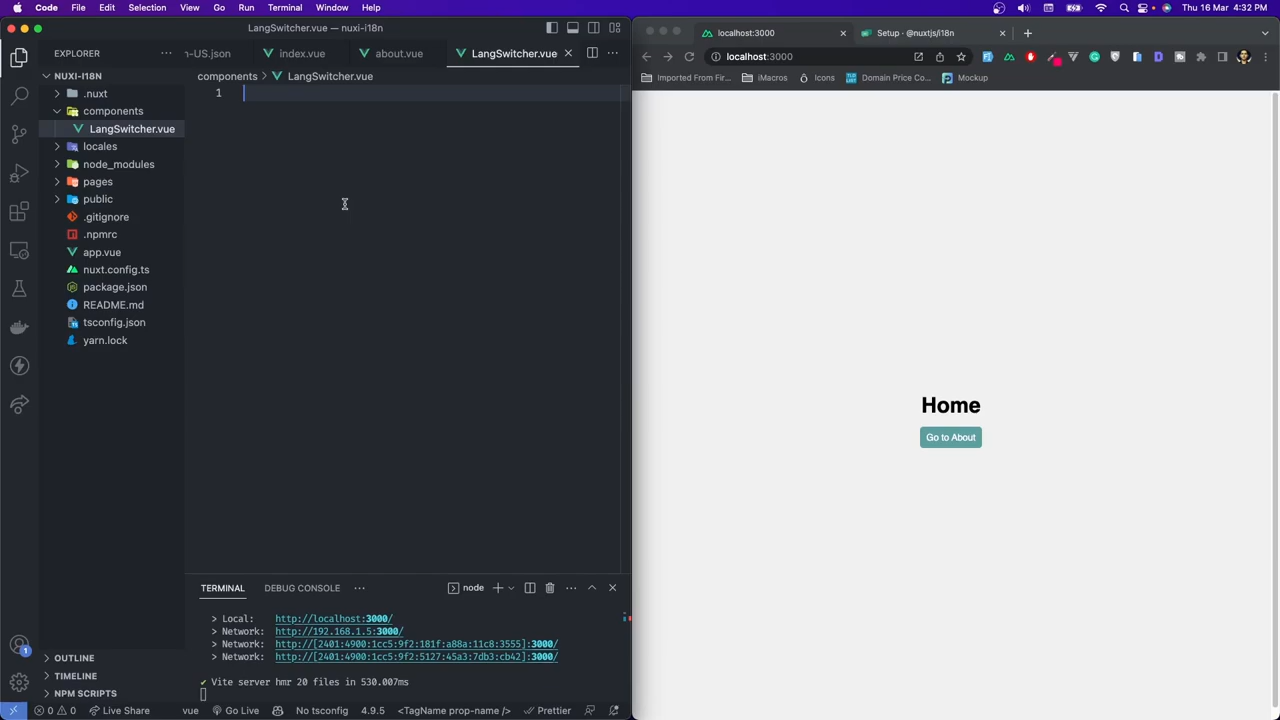 Code File Edit Selection View Go Run Terminal Window Help
Thu 16 Mar 4:32 PM
LangSwitcher.vue — nuxi-i18n
EXPLORER
n-US.json
index.vue
about.vue
LangSwitcher.vue
NUXI-I18N
.nuxt
components
LangSwitcher.vue
locales
node_modules
pages
public
.gitignore
.npmrc
app.vue
nuxt.config.ts
package.json
README.md
tsconfig.json
yarn.lock
OUTLINE
TIMELINE
NPM SCRIPTS
components > LangSwitcher.vue
1
TERMINAL DEBUG CONSOLE
node
> Local: http://localhost:3000/
> Network: http://192.168.1.5:3000/
> Network: http://[2401:4900:1cc5:9f2:181f:a88a:11c8:3555]:3000/
> Network: http://[2401:4900:1cc5:9f2:5127:45a3:7db3:cb42]:3000/
✔ Vite server hmr 20 files in 530.007ms
1
0 0 Live Share vue Go Live No tsconfig 4.9.5 <TagName prop-name /> Prettier
localhost:3000
Setup · @nuxtjs/i18n
localhost:3000
Imported From Fir... iMacros Icons Domain Price Co... Mockup
Home
Go to About